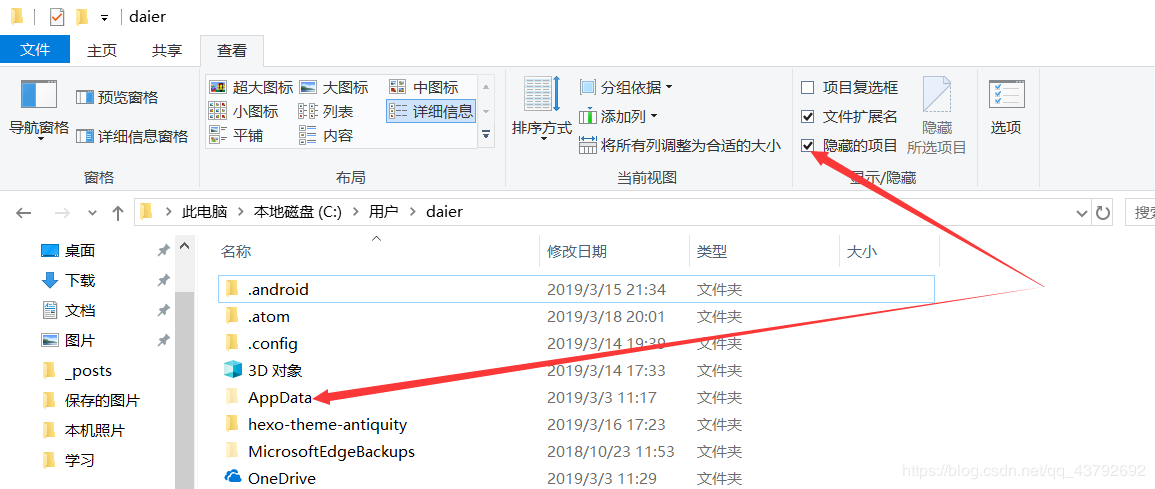 daier
文件 主页 共享 查看
导航窗格 预览窗格 详细信息窗格
超大图标 大图标 中图标
小图标 列表 详细信息
平铺 内容
排序方式 分组依据
添加列
将所有列调整为合适的大小
项目复选框
文件扩展名
隐藏的项目
隐藏
所选项目
选项
窗格 布局 当前视图 显示/隐藏
此电脑 本地磁盘 (C:) 用户 daier
搜索
名称 修改日期 类型 大小
桌面
下载
文档
图片
_posts
保存的图片
本机照片
学习
.android 2019/3/15 21:34 文件夹
.atom 2019/3/18 20:01 文件夹
.config 2019/3/14 19:39 文件夹
3D 对象 2019/3/14 17:33 文件夹
AppData 2019/3/3 11:17 文件夹
hexo-theme-antiquity 2019/3/16 17:23 文件夹
MicrosoftEdgeBackups 2018/10/23 11:53 文件夹
OneDrive 2019/3/3 11:29 文件夹
https://blog.csdn.net/qq_43792692